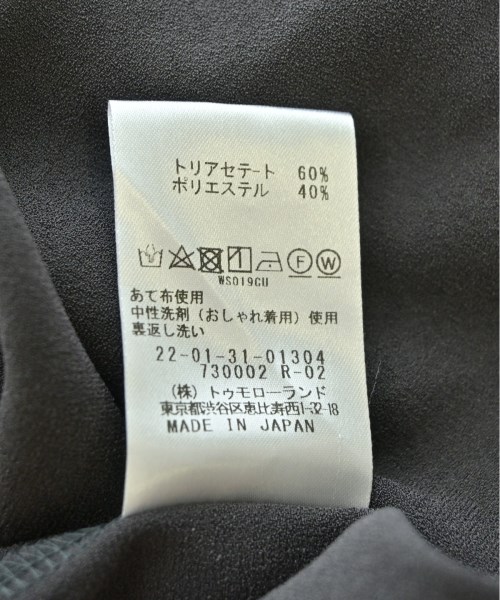 トリアセテート 60%
ポリエステル 40%
F W
WS019GU
あて布使用
中性洗剤（おしゃれ着用）使用
裏返し洗い
22-01-31-01304
730002 R-02
（株）トゥモローランド
東京都渋谷区恵比寿西1-32-18
MADE IN JAPAN